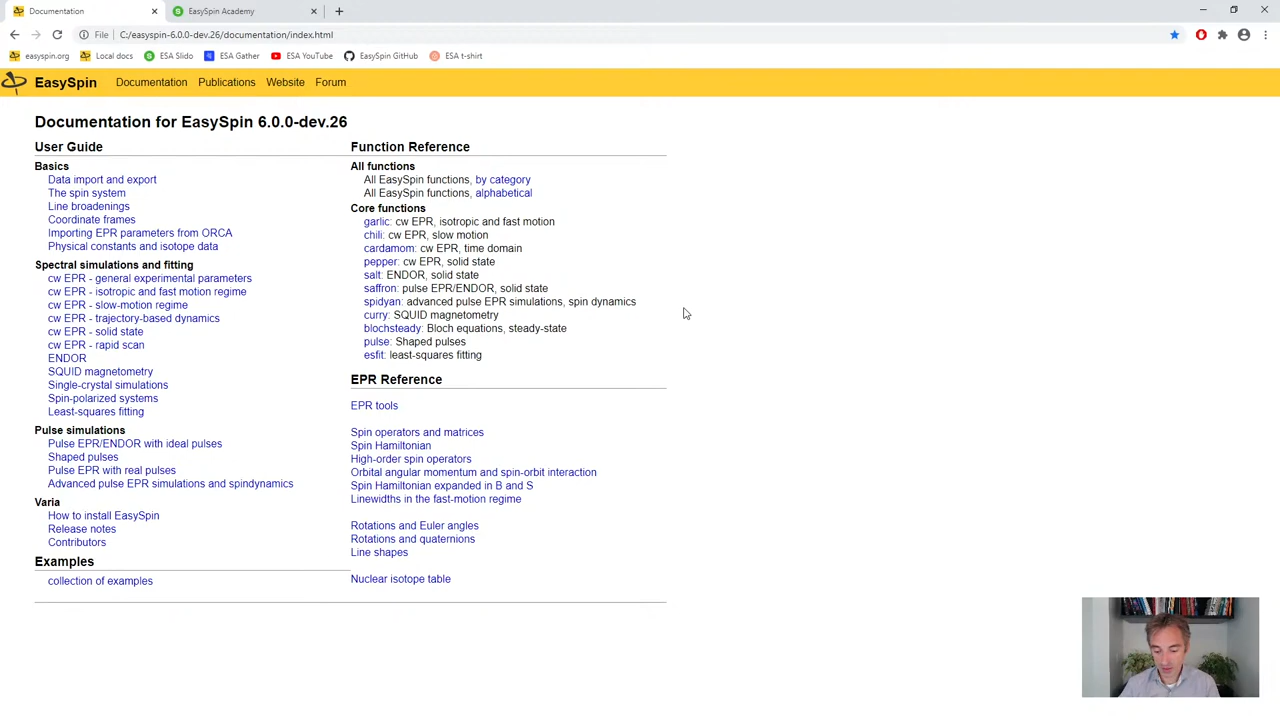 Documentation
EasySpin Academy
File C:/easyspin-6.0.0-dev.26/documentation/index.html
easyspin.org Local docs ESA Slido ESA Gather ESA YouTube EasySpin GitHub ESA t-shirt
EasySpin Documentation Publications Website Forum
Documentation for EasySpin 6.0.0-dev.26
User Guide
Basics
Data import and export
The spin system
Line broadenings
Coordinate frames
Importing EPR parameters from ORCA
Physical constants and isotope data
Spectral simulations and fitting
cw EPR - general experimental parameters
cw EPR - isotropic and fast motion regime
cw EPR - slow-motion regime
cw EPR - trajectory-based dynamics
cw EPR - solid state
cw EPR - rapid scan
ENDOR
SQUID magnetometry
Single-crystal simulations
Spin-polarized systems
Least-squares fitting
Pulse simulations
Pulse EPR/ENDOR with ideal pulses
Shaped pulses
Pulse EPR with real pulses
Advanced pulse EPR simulations and spindynamics
Varia
How to install EasySpin
Release notes
Contributors
Examples
collection of examples
Function Reference
All functions
All EasySpin functions, by category
All EasySpin functions, alphabetical
Core functions
garlic: cw EPR, isotropic and fast motion
chili: cw EPR, slow motion
cardamom: cw EPR, time domain
pepper: cw EPR, solid state
salt: ENDOR, solid state
saffron: pulse EPR/ENDOR, solid state
spidyan: advanced pulse EPR simulations, spin dynamics
curry: SQUID magnetometry
blochsteady: Bloch equations, steady-state
pulse: Shaped pulses
esfit: least-squares fitting
EPR Reference
EPR tools
Spin operators and matrices
Spin Hamiltonian
High-order spin operators
Orbital angular momentum and spin-orbit interaction
Spin Hamiltonian expanded in B and S
Linewidths in the fast-motion regime
Rotations and Euler angles
Rotations and quaternions
Line shapes
Nuclear isotope table